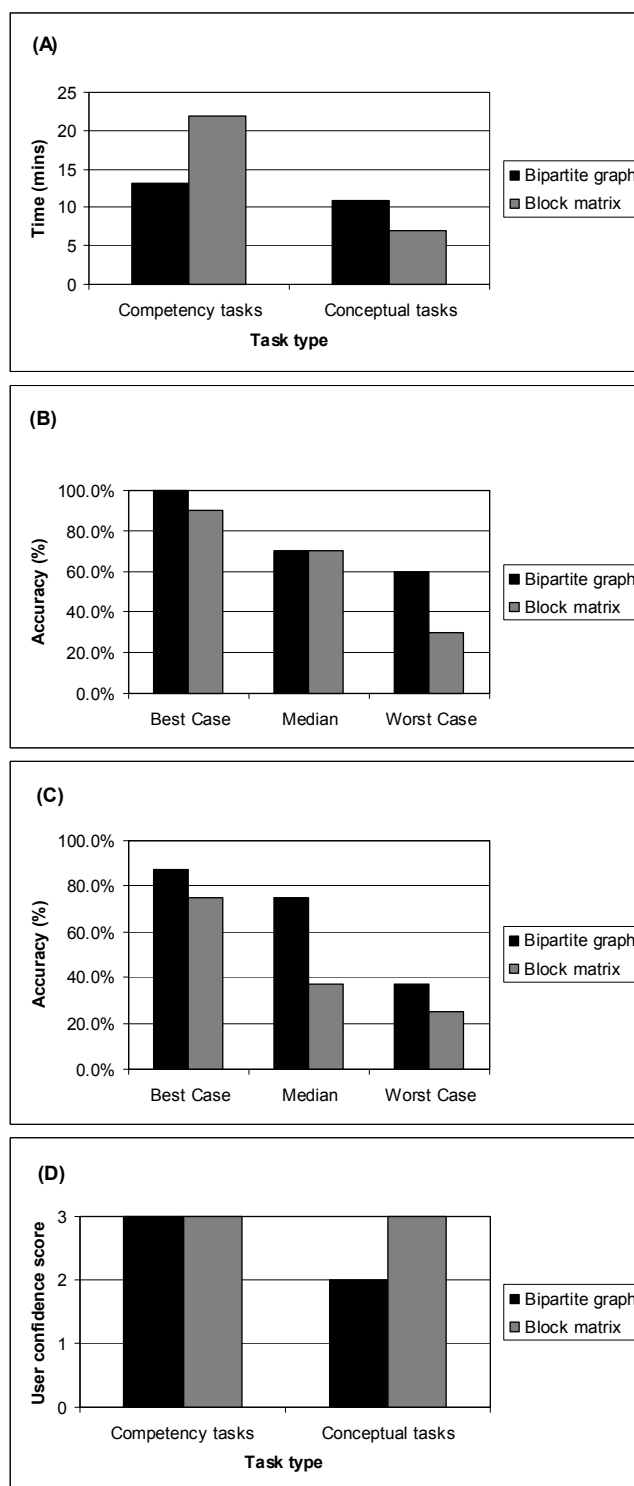 (A)
25
20
15
10
5
0
Time (mins)
Competency tasks
Conceptual tasks
Task type
Bipartite graph
Block matrix
(B)
100.0%
80.0%
60.0%
40.0%
20.0%
0.0%
Accuracy (%)
Best Case
Median
Worst Case
Bipartite graph
Block matrix
(C)
100.0%
80.0%
60.0%
40.0%
20.0%
0.0%
Accuracy (%)
Best Case
Median
Worst Case
Bipartite graph
Block matrix
(D)
3
2
1
0
User confidence score
Competency tasks
Conceptual tasks
Task type
Bipartite graph
Block matrix